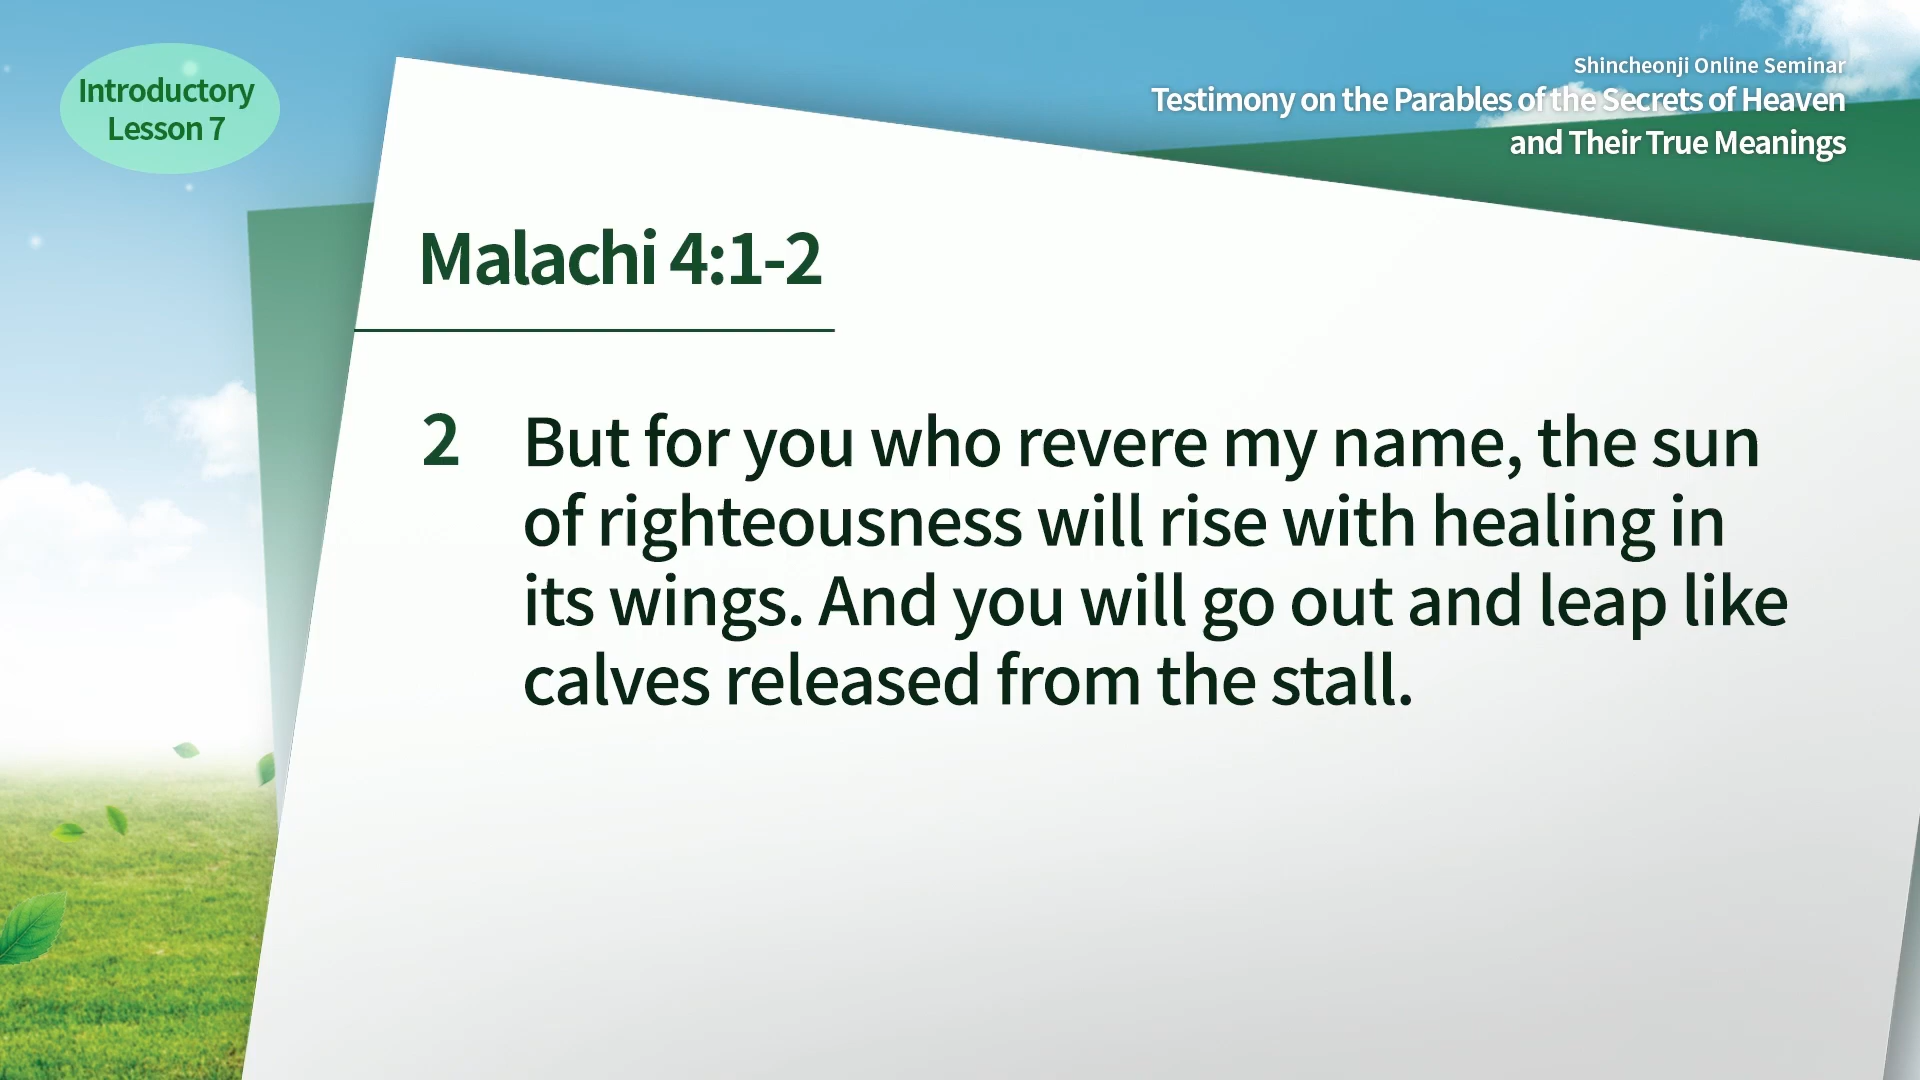 Introductory
Lesson 7
Shincheonji Online Seminar
Testimony on the Parables of the Secrets of Heaven
and Their True Meanings
Malachi 4:1-2
2 But for you who revere my name, the sun
of righteousness will rise with healing in
its wings. And you will go out and leap like
calves released from the stall.